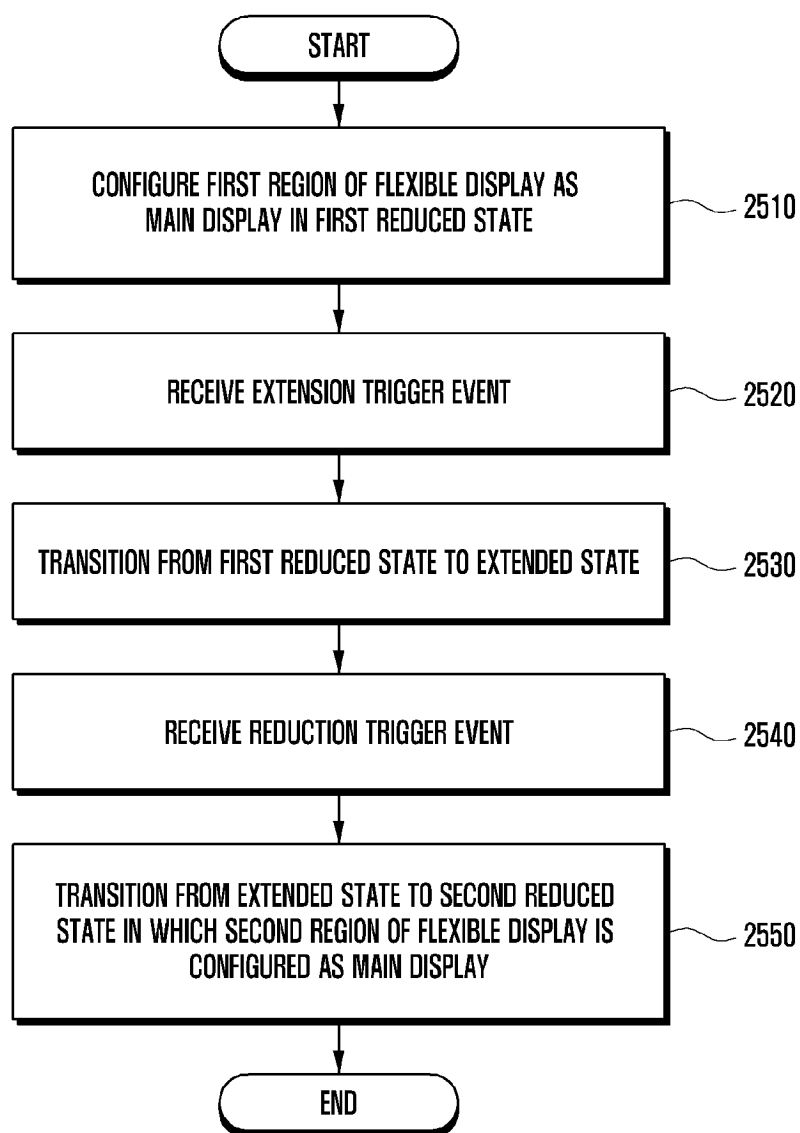 START
CONFIGURE FIRST REGION OF FLEXIBLE DISPLAY AS
MAIN DISPLAY IN FIRST REDUCED STATE
2510
RECEIVE EXTENSION TRIGGER EVENT
2520
TRANSITION FROM FIRST REDUCED STATE TO EXTENDED STATE
2530
RECEIVE REDUCTION TRIGGER EVENT
2540
TRANSITION FROM EXTENDED STATE TO SECOND REDUCED
STATE IN WHICH SECOND REGION OF FLEXIBLE DISPLAY IS
CONFIGURED AS MAIN DISPLAY
2550
END